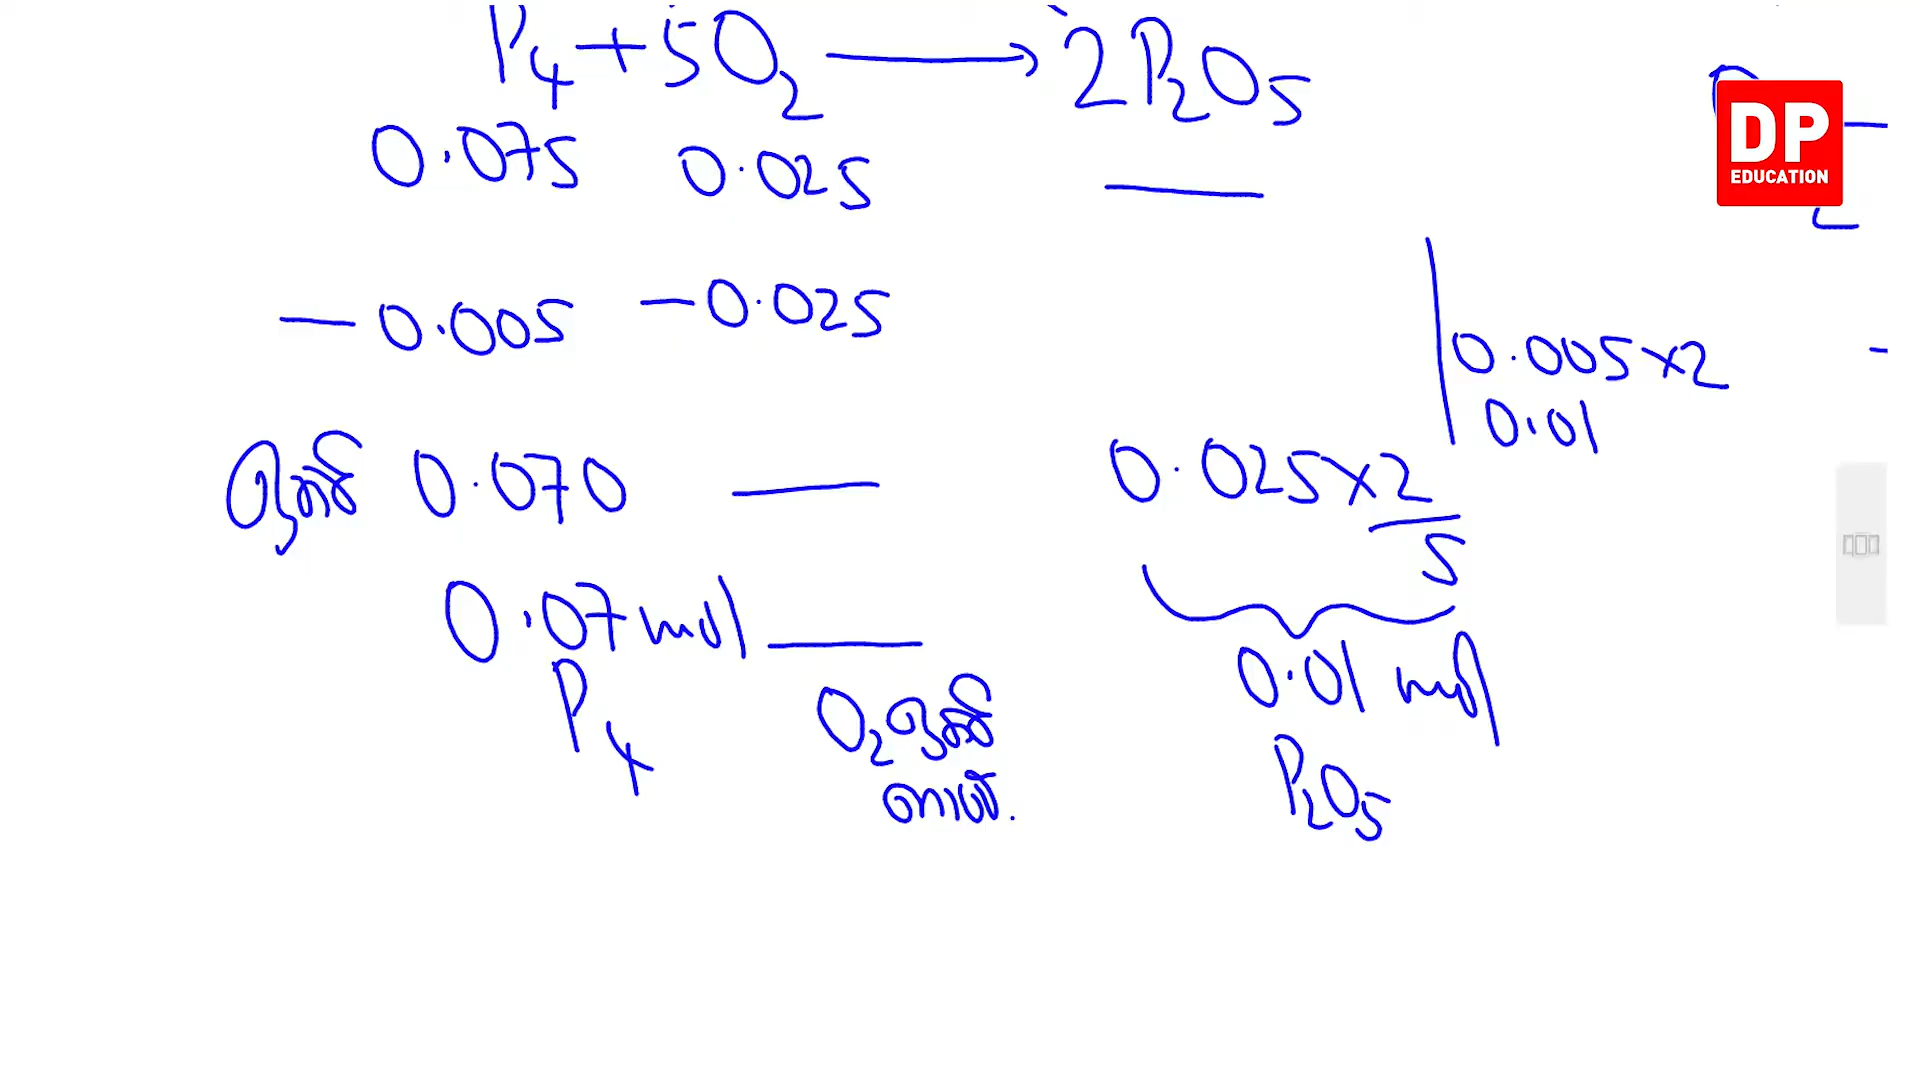 P₄ + 5O₂ → 2P₂O₅
0.075 0.025 —
DP
EDUCATION
– 0.005 – 0.025
0.005×2
0.01
ඉතිරි 0.070 — 0.025×2/5
0.07 mol — 0.01 mol
P₄ O₂ ඉතිරි P₂O₅
නැත.